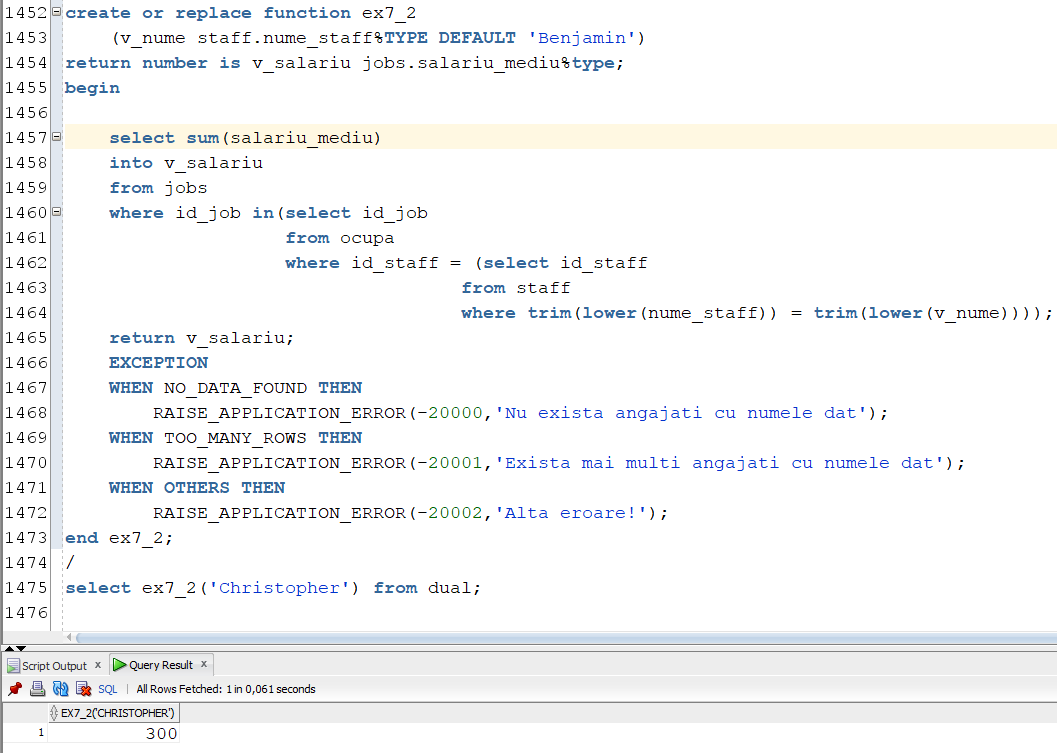 1452 create or replace function ex7_2
1453     (v_nume staff.nume_staff%TYPE DEFAULT 'Benjamin')
1454 return number is v_salariu jobs.salariu_mediu%type;
1455 begin
1456
1457     select sum(salariu_mediu)
1458     into v_salariu
1459     from jobs
1460     where id_job in(select id_job
1461                     from ocupa
1462                     where id_staff = (select id_staff
1463                                     from staff
1464                                     where trim(lower(nume_staff)) = trim(lower(v_nume))));
1465     return v_salariu;
1466     EXCEPTION
1467     WHEN NO_DATA_FOUND THEN
1468         RAISE_APPLICATION_ERROR(-20000,'Nu exista angajati cu numele dat');
1469     WHEN TOO_MANY_ROWS THEN
1470         RAISE_APPLICATION_ERROR(-20001,'Exista mai multi angajati cu numele dat');
1471     WHEN OTHERS THEN
1472         RAISE_APPLICATION_ERROR(-20002,'Alta eroare!');
1473 end ex7_2;
1474 /
1475 select ex7_2('Christopher') from dual;
1476
Script Output x Query Result x
SQL | All Rows Fetched: 1 in 0,061 seconds
EX7_2('CHRISTOPHER')
1 300